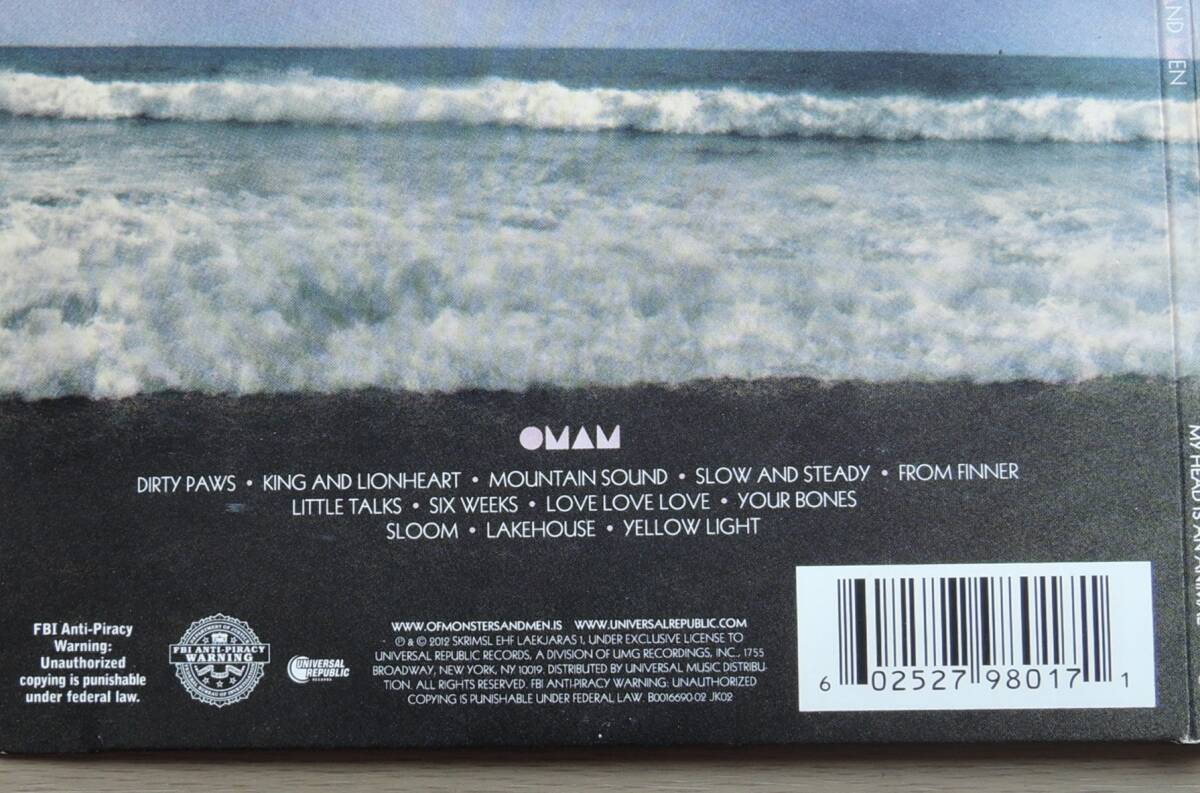 OMAM
DIRTY PAWS • KING AND LIONHEART • MOUNTAIN SOUND • SLOW AND STEADY • FROM FINNER
LITTLE TALKS • SIX WEEKS • LOVE LOVE LOVE • YOUR BONES
SLOOM • LAKEHOUSE • YELLOW LIGHT
FBI Anti-Piracy
Warning:
Unauthorized
copying is punishable
under federal law.
FBI ANTI-PIRACY
WARNING
UNIVERSAL
REPUBLIC
RECORDS
WWW.OFMONSTERSANDMEN.IS WWW.UNIVERSALREPUBLIC.COM
℗ & © 2012 SKRIMSL EHF LAEKJARAS 1, UNDER EXCLUSIVE LICENSE TO
UNIVERSAL REPUBLIC RECORDS, A DIVISION OF UMG RECORDINGS, INC., 1755
BROADWAY, NEW YORK, NY 10019. DISTRIBUTED BY UNIVERSAL MUSIC DISTRIBU-
TION. ALL RIGHTS RESERVED. FBI ANTI-PIRACY WARNING: UNAUTHORIZED
COPYING IS PUNISHABLE UNDER FEDERAL LAW. B0016690-02 JK02
6 02527 98017 1
MY HEAD IS AN